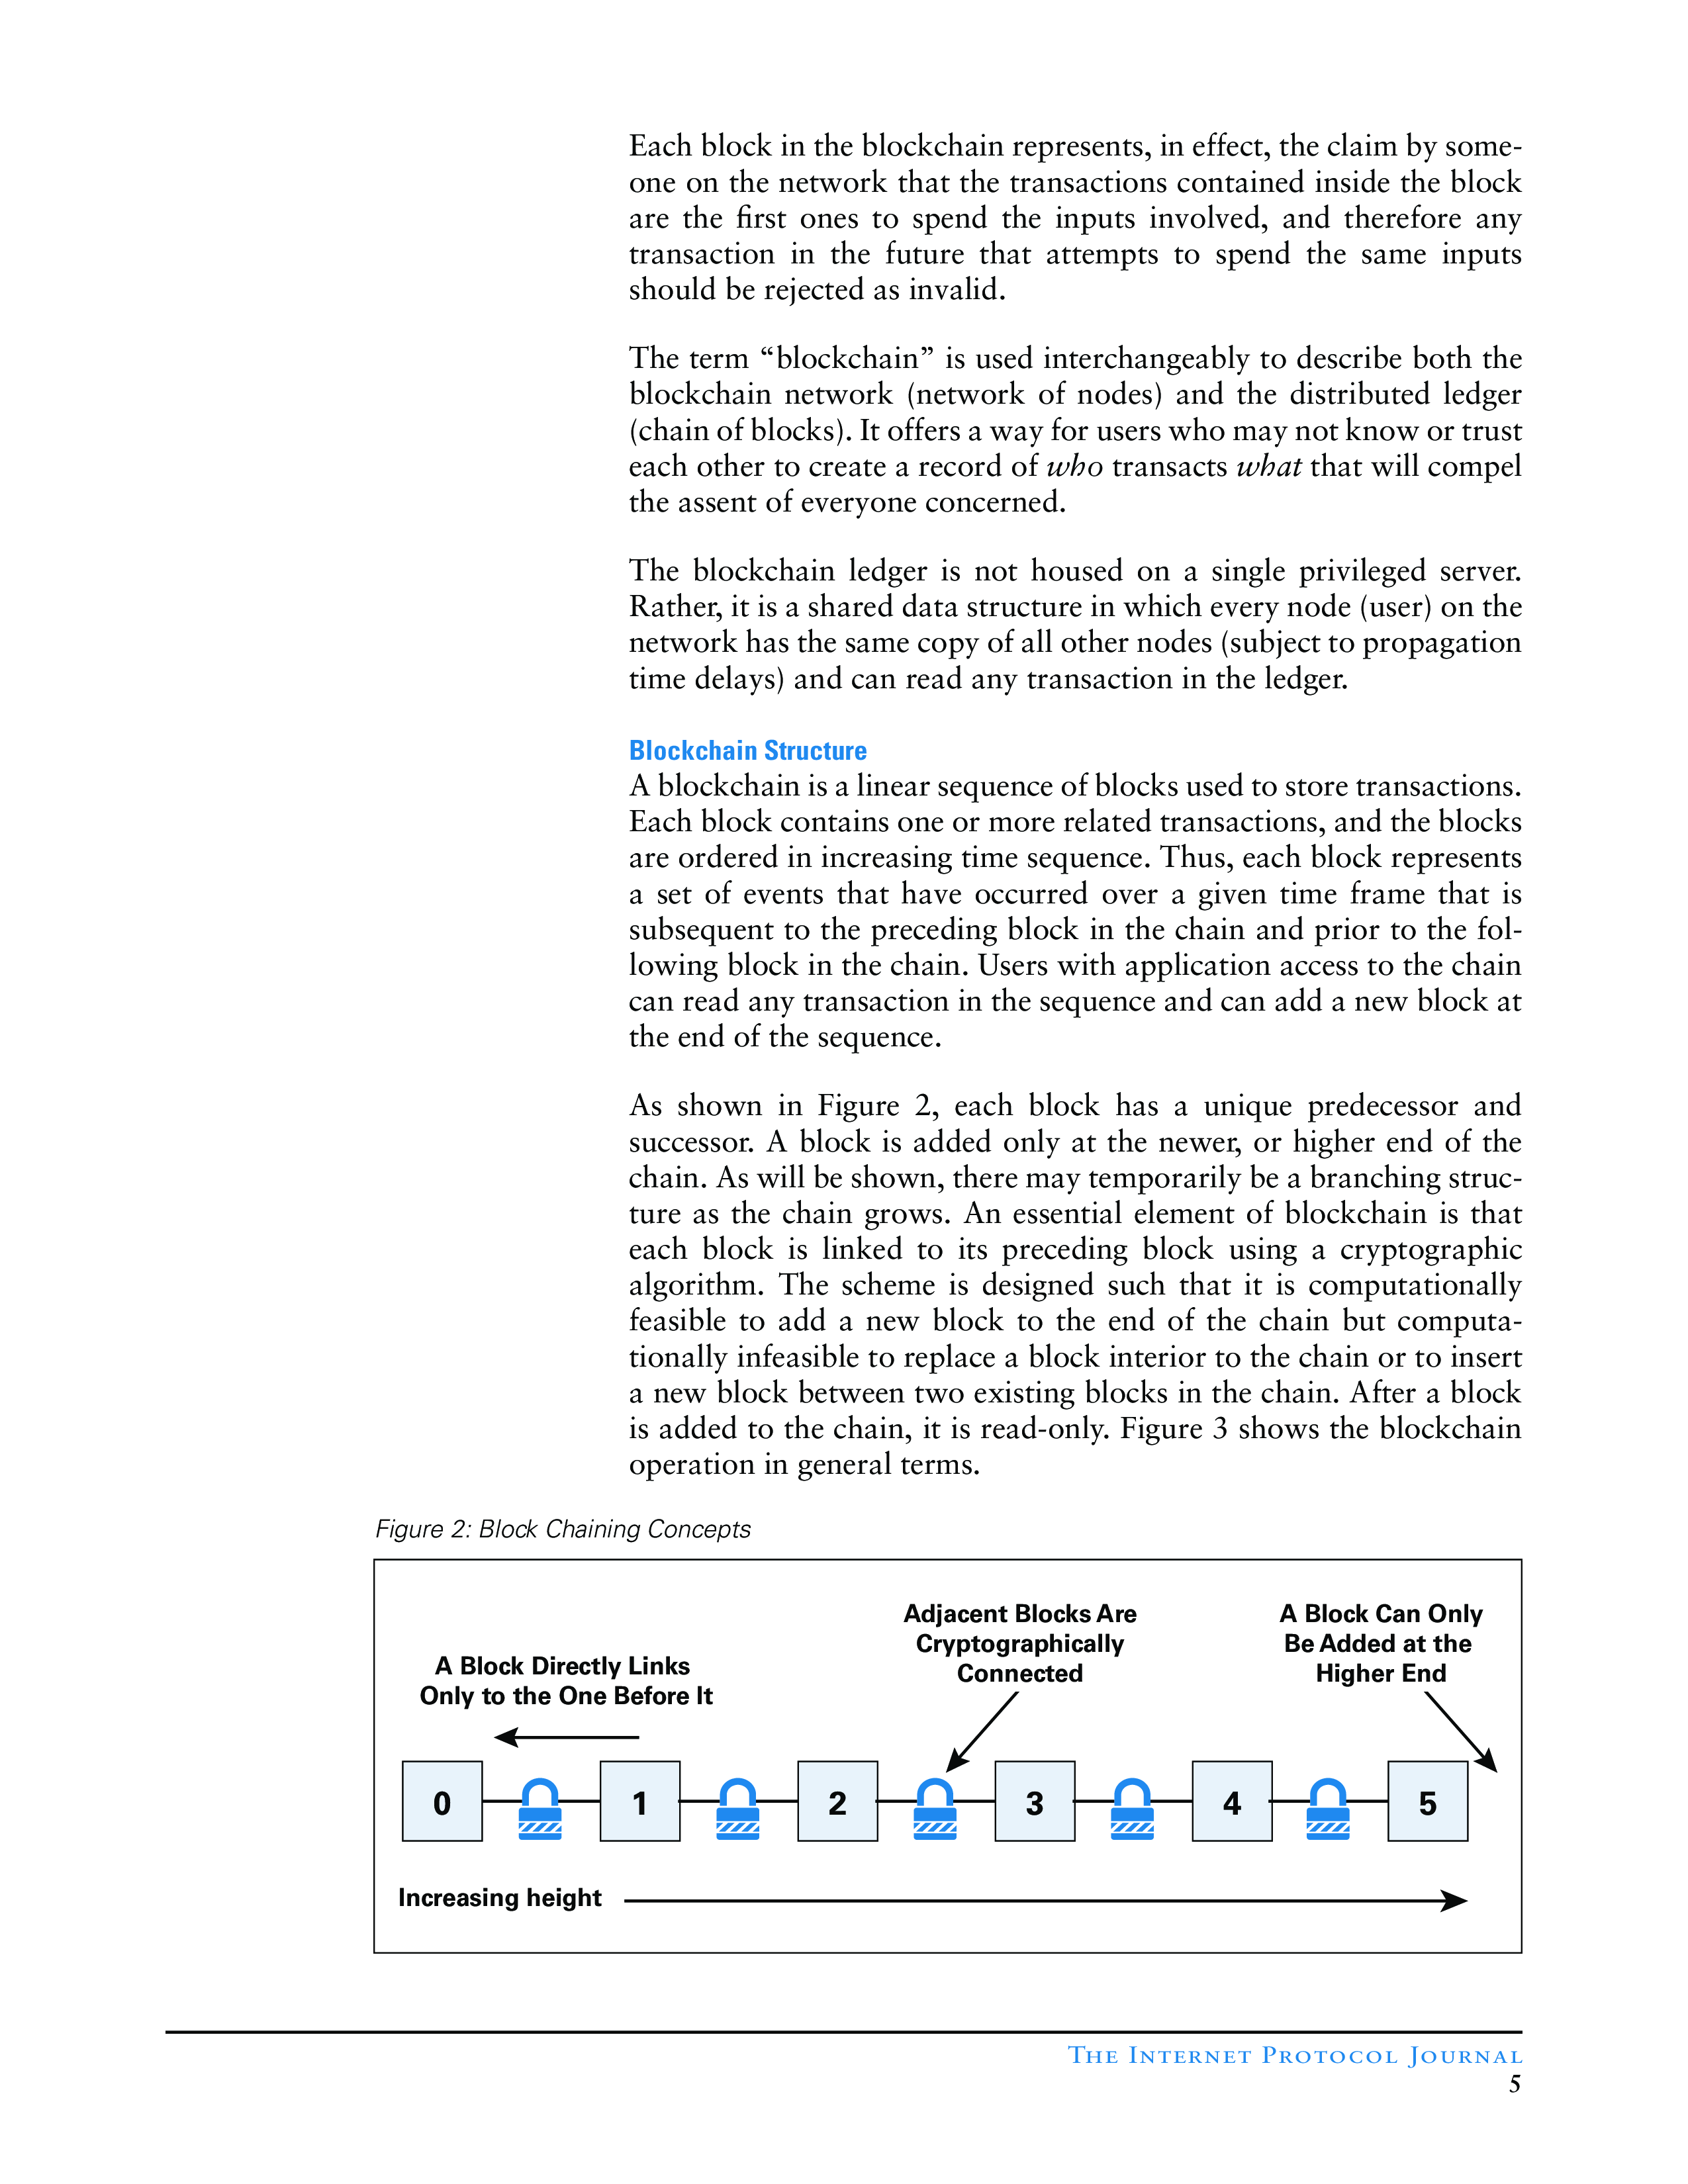 Each block in the blockchain represents, in effect, the claim by some-
one on the network that the transactions contained inside the block
are the first ones to spend the inputs involved, and therefore any
transaction in the future that attempts to spend the same inputs
should be rejected as invalid.
The term “blockchain” is used interchangeably to describe both the
blockchain network (network of nodes) and the distributed ledger
(chain of blocks). It offers a way for users who may not know or trust
each other to create a record of who transacts what that will compel
the assent of everyone concerned.
The blockchain ledger is not housed on a single privileged server.
Rather, it is a shared data structure in which every node (user) on the
network has the same copy of all other nodes (subject to propagation
time delays) and can read any transaction in the ledger.
Blockchain Structure
A blockchain is a linear sequence of blocks used to store transactions.
Each block contains one or more related transactions, and the blocks
are ordered in increasing time sequence. Thus, each block represents
a set of events that have occurred over a given time frame that is
subsequent to the preceding block in the chain and prior to the fol-
lowing block in the chain. Users with application access to the chain
can read any transaction in the sequence and can add a new block at
the end of the sequence.
As shown in Figure 2, each block has a unique predecessor and
successor. A block is added only at the newer, or higher end of the
chain. As will be shown, there may temporarily be a branching struc-
ture as the chain grows. An essential element of blockchain is that
each block is linked to its preceding block using a cryptographic
algorithm. The scheme is designed such that it is computationally
feasible to add a new block to the end of the chain but computa-
tionally infeasible to replace a block interior to the chain or to insert
a new block between two existing blocks in the chain. After a block
is added to the chain, it is read-only. Figure 3 shows the blockchain
operation in general terms.
Figure 2: Block Chaining Concepts
A Block Directly Links
Only to the One Before It
Adjacent Blocks Are
Cryptographically
Connected
A Block Can Only
Be Added at the
Higher End
0 1 2 3 4 5
Increasing height
The Internet Protocol Journal
5